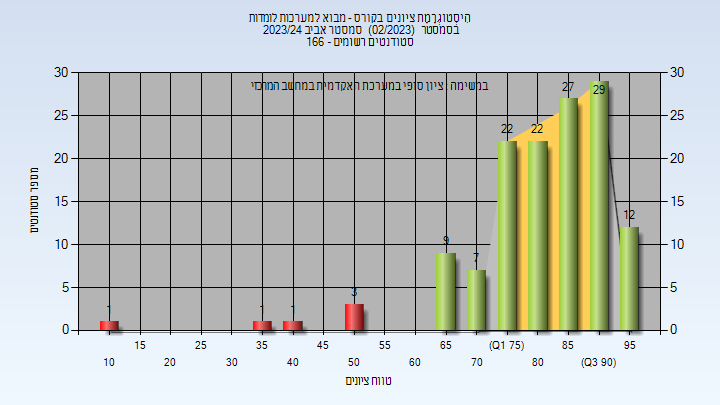 היסטוגרמת ציונים בקורס - מבוא למערכות לומדות
בסמסטר (02/2023) סמסטר אביב 2023/24
סטודנטים רשומים - 166
במשימה: ציון סופי במערכת האקדמית במחשב המרכזי
מספר סטודנטים
30 30
25 25
20 20
15 15
10 10
5 5
0 0
1 1 1 3 9 7 22 22 27 29 12
15 25 35 45 55 65 (Q1 75) 85 95
10 20 30 40 50 60 70 80 (Q3 90)
טווח ציונים